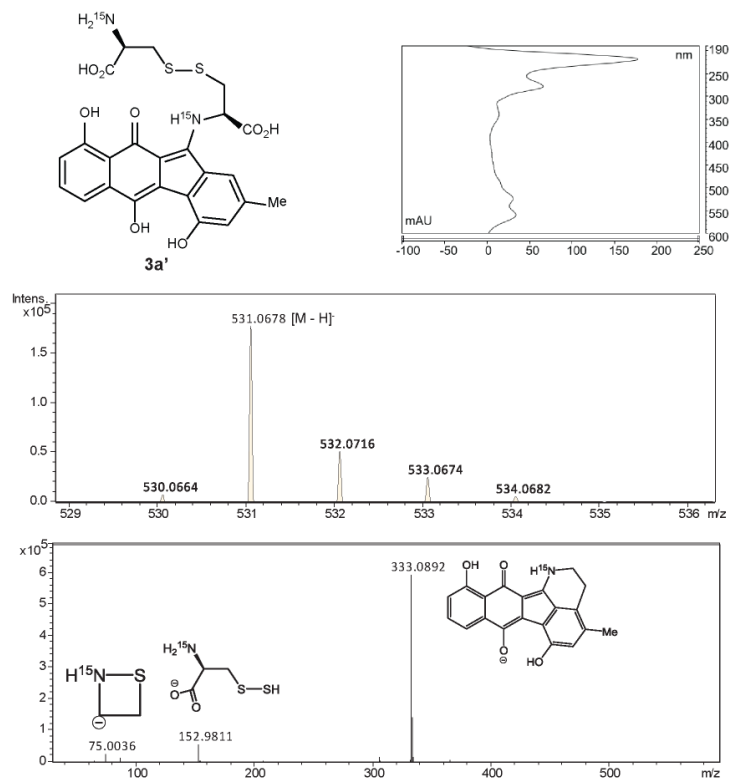 H₂¹⁵N
HO₂C
S
S
OH
O
H¹⁵N
CO₂H
Me
OH
HO
3a'
190
nm
250
300
350
400
450
500
550
mAU
600
-100 -50 0 50 100 150 200 250
Intens.
x10⁵
531.0678 [M - H]⁻
1.5
1.0
532.0716
0.5
533.0674
530.0664
534.0682
0.0
529 530 531 532 533 534 535 536 m/z
x10⁵
6
333.0892
OH
O
H¹⁵N
5
4
Me
H₂¹⁵N
O
⊖
HO
3
H¹⁵N S
⊖
O
O
S SH
2
⊖
1
75.0036
152.9811
0
100 200 300 400 500 m/z